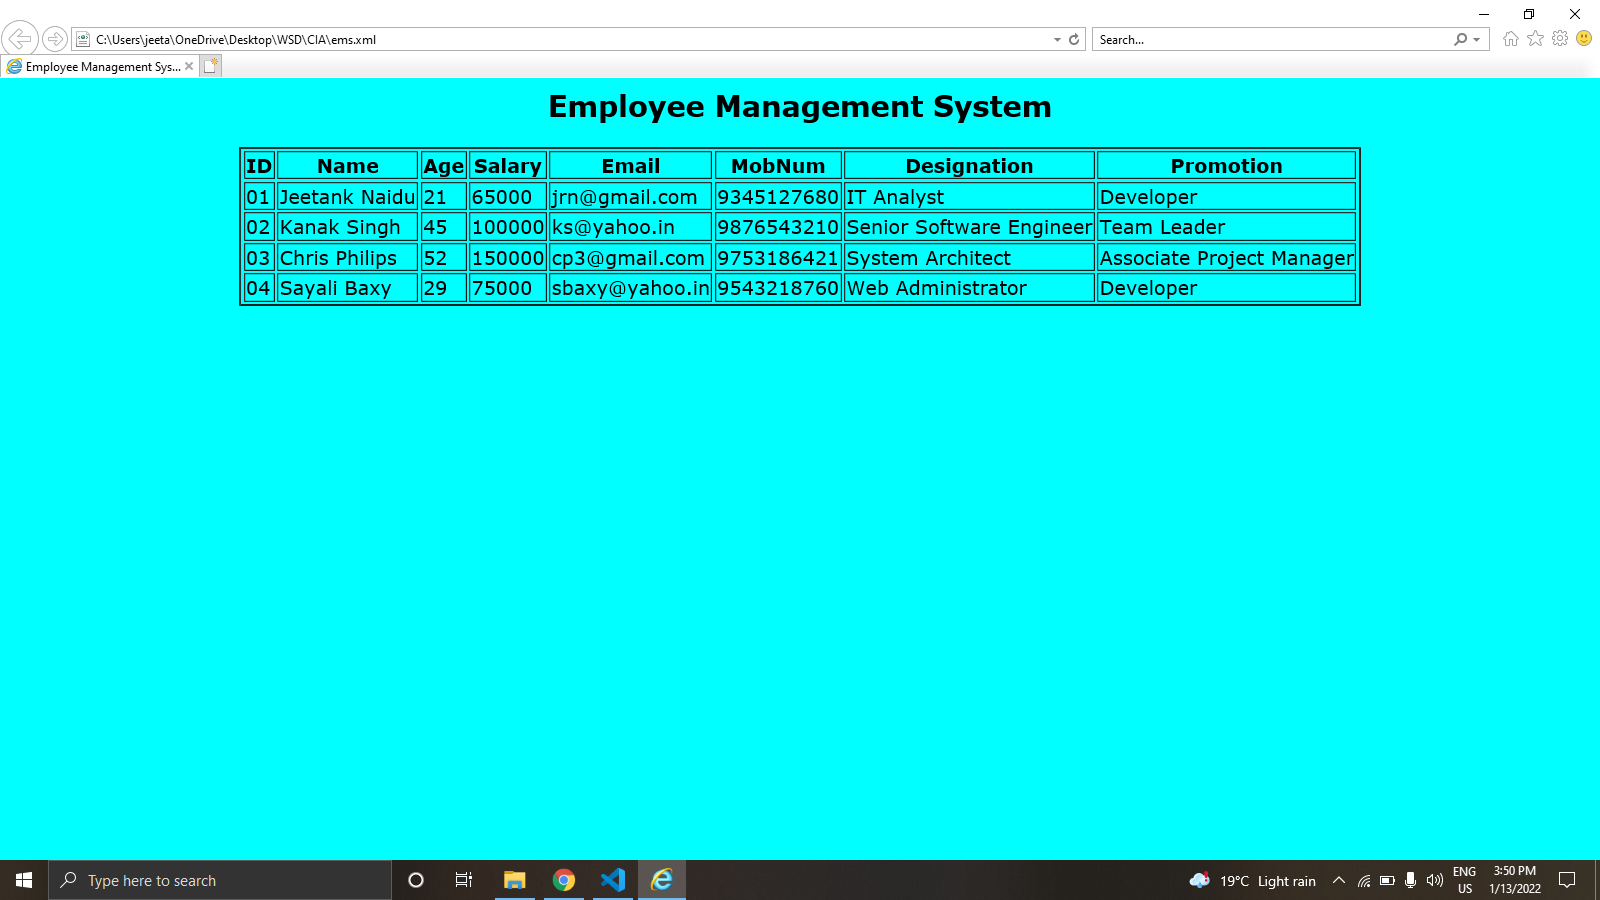 C:\Users\jeeta\OneDrive\Desktop\WSD\CIA\ems.xml
Search...
Employee Management Sys...
Employee Management System
ID Name Age Salary Email MobNum Designation Promotion
01 Jeetank Naidu 21 65000 jrn@gmail.com 9345127680 IT Analyst Developer
02 Kanak Singh 45 100000 ks@yahoo.in 9876543210 Senior Software Engineer Team Leader
03 Chris Philips 52 150000 cp3@gmail.com 9753186421 System Architect Associate Project Manager
04 Sayali Baxy 29 75000 sbaxy@yahoo.in 9543218760 Web Administrator Developer
Type here to search
19°C Light rain
ENG
US
3:50 PM
1/13/2022